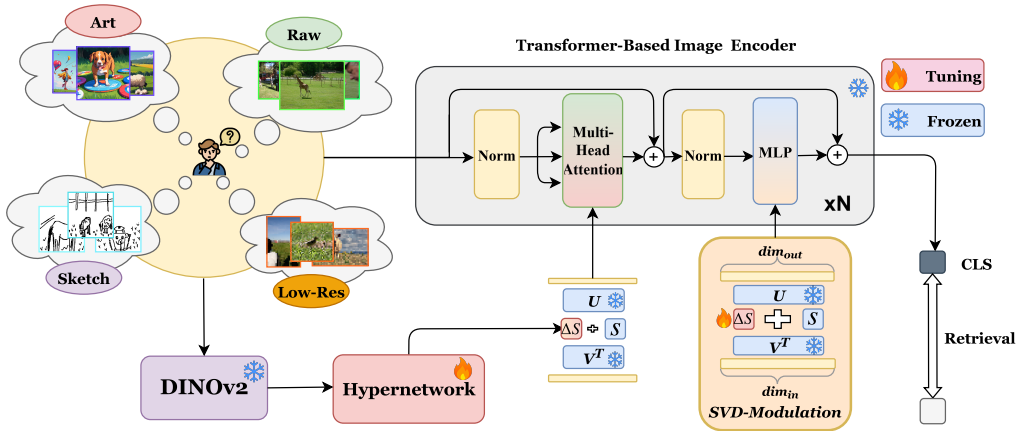 Art
Raw
?
Sketch
Low-Res
DINOv2
Hypernetwork
Transformer-Based Image Encoder
Norm
Multi-
Head
Attention
+
Norm
MLP
+
xN
Tuning
Frozen
U
ΔS + S
V^T
dim_out
U
ΔS + S
V^T
dim_in
SVD-Modulation
CLS
Retrieval